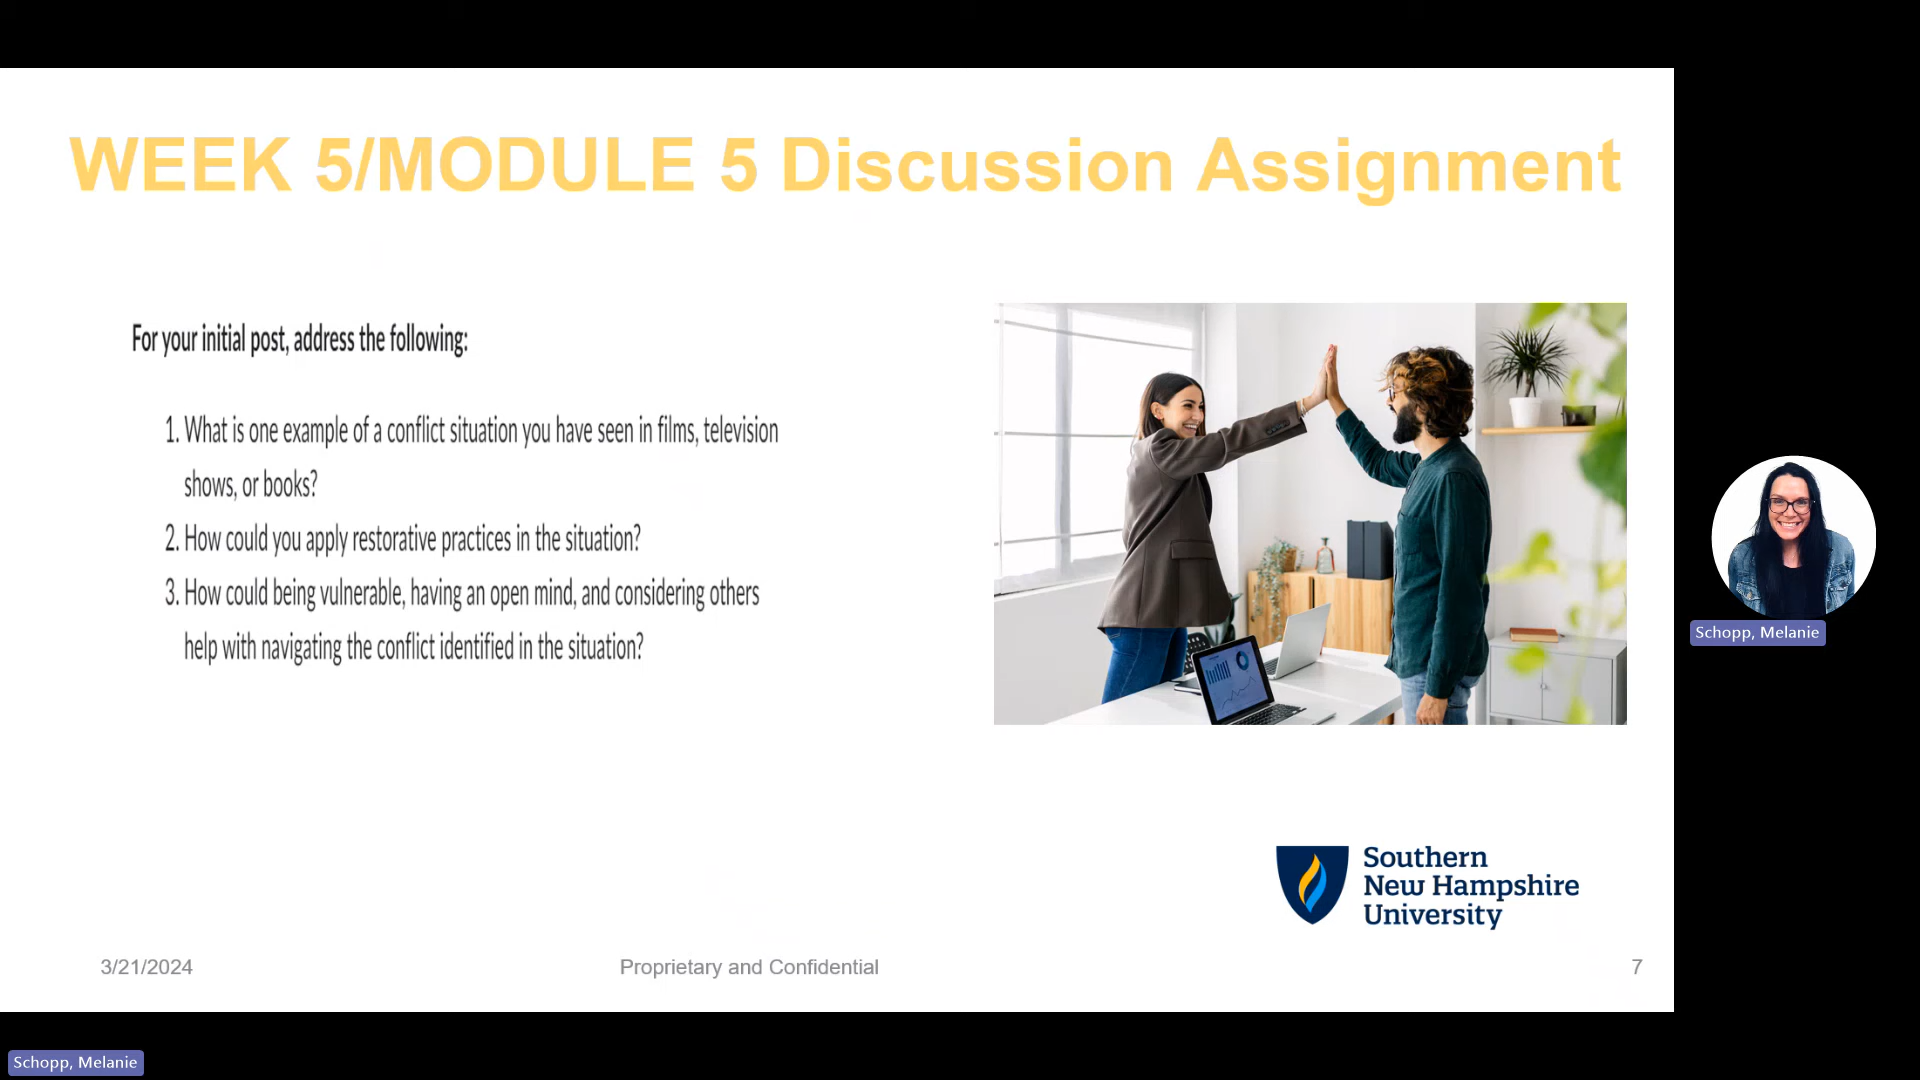 WEEK 5/MODULE 5 Discussion Assignment
For your initial post, address the following:
1. What is one example of a conflict situation you have seen in films, television
shows, or books?
2. How could you apply restorative practices in the situation?
3. How could being vulnerable, having an open mind, and considering others
help with navigating the conflict identified in the situation?
Schopp, Melanie
Southern
New Hampshire
University
3/21/2024
Proprietary and Confidential
7
Schopp, Melanie